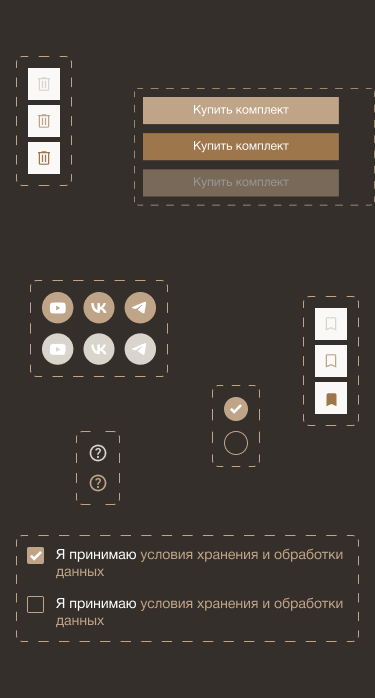 Купить комплект
Купить комплект
Купить комплект
Я принимаю условия хранения и обработки
данных
Я принимаю условия хранения и обработки
данных